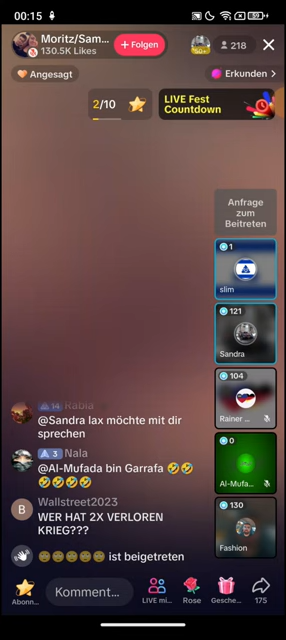 00:15
59
Moritz/Sam...
130.5K Likes
+ Folgen
218
Angesagt
Erkunden >
2/10
LIVE Fest
Countdown
Anfrage
zum
Beitreten
1
slim
121
Sandra
104
Rainer ...
0
Al-Mufa...
130
Fashion
14 Rabia
@Sandra lax möchte mit dir
sprechen
3 Nala
@Al-Mufada bin Garrafa 🤣🤣
🤣🤣🤣🤣
B Wallstreet2023
WER HAT 2X VERLOREN
KRIEG???
ist beigetreten
Abonn...
Komment...
LIVE mi...
Rose
Gesche...
175